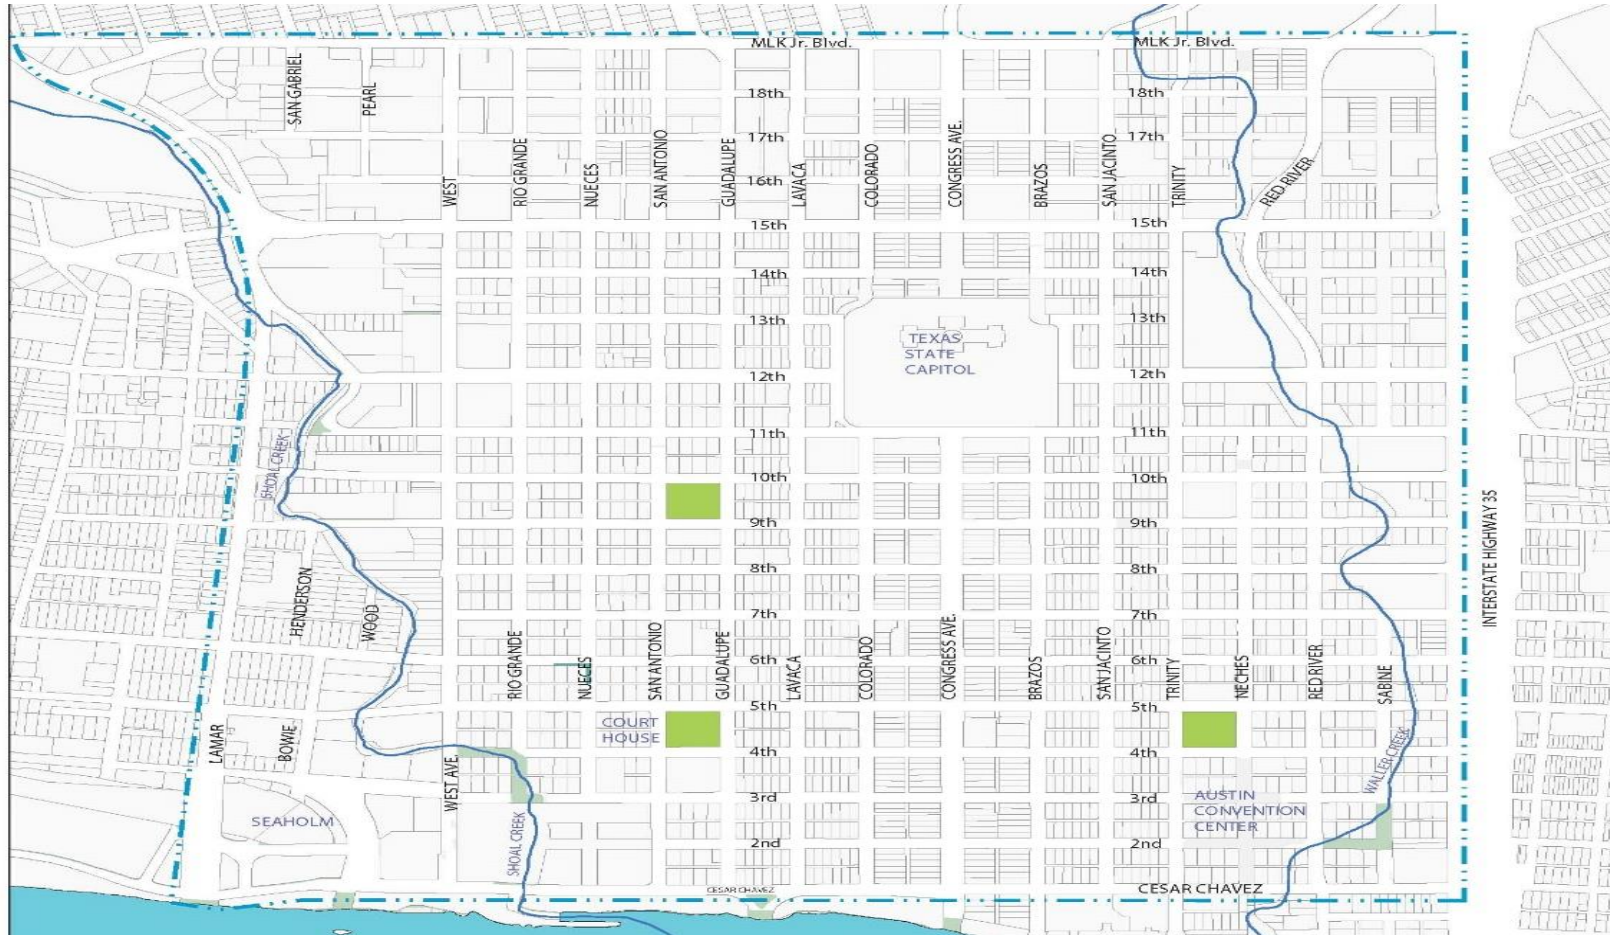 MLK Jr. Blvd.
MLK Jr. Blvd.
SAN GABRIEL
PEARL
18th
18th
17th
17th
WEST
RIO GRANDE
NUECES
SAN ANTONIO
GUADALUPE
LAVACA
COLORADO
CONGRESS AVE.
BRAZOS
SAN JACINTO
TRINITY
RED RIVER
16th
15th
15th
14th
14th
13th
13th
TEXAS
STATE
CAPITOL
12th
12th
11th
11th
SHOAL CREEK
10th
10th
9th
9th
INTERSTATE HIGHWAY 35
8th
8th
HENDERSON
WOOD
7th
7th
RIO GRANDE
NUECES
SAN ANTONIO
GUADALUPE
LAVACA
COLORADO
CONGRESS AVE.
BRAZOS
SAN JACINTO
TRINITY
NECHES
RED RIVER
SABINE
6th
6th
5th
5th
COURT
HOUSE
LAMAR
BOWIE
4th
4th
WEST AVE.
WALLER CREEK
3rd
3rd
AUSTIN
CONVENTION
CENTER
SEAHOLM
SHOAL CREEK
2nd
2nd
CESAR CHAVEZ
CESAR CHAVEZ